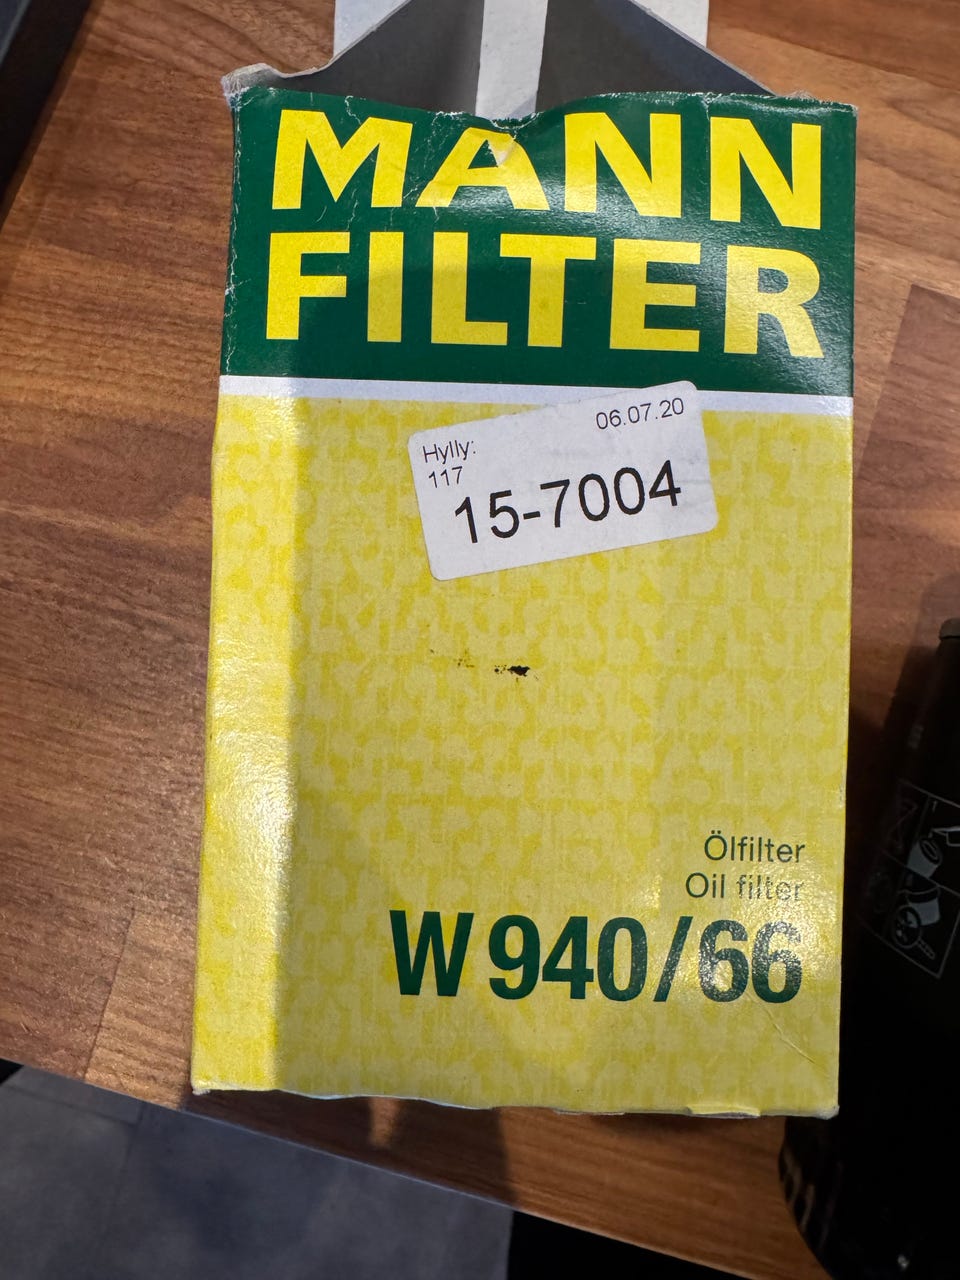 MANN
FILTER
06.07.20
Hylly:
117
15-7004
Ölfilter
Oil filter
W 940/66